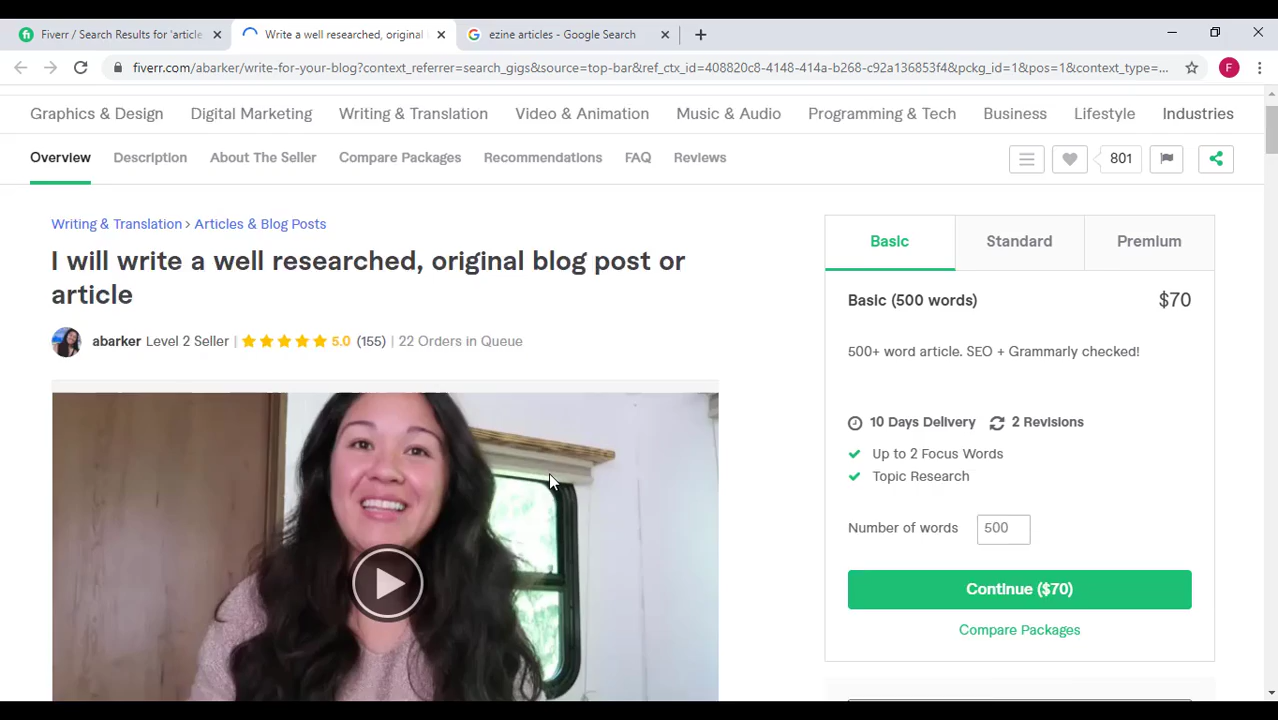 Fiverr / Search Results for 'article
Write a well researched, original
ezine articles - Google Search
fiverr.com/abarker/write-for-your-blog?context_referrer=search_gigs&source=top-bar&ref_ctx_id=408820c8-4148-414a-b268-c92a136853f4&pckg_id=1&pos=1&context_type=...
F
Graphics & Design Digital Marketing Writing & Translation Video & Animation Music & Audio Programming & Tech Business Lifestyle Industries
Overview Description About The Seller Compare Packages Recommendations FAQ Reviews
801
Writing & Translation › Articles & Blog Posts
I will write a well researched, original blog post or
article
abarker Level 2 Seller | 5.0 (155) | 22 Orders in Queue
Basic Standard Premium
Basic (500 words) $70
500+ word article. SEO + Grammarly checked!
10 Days Delivery 2 Revisions
Up to 2 Focus Words
Topic Research
Number of words 500
Continue ($70)
Compare Packages